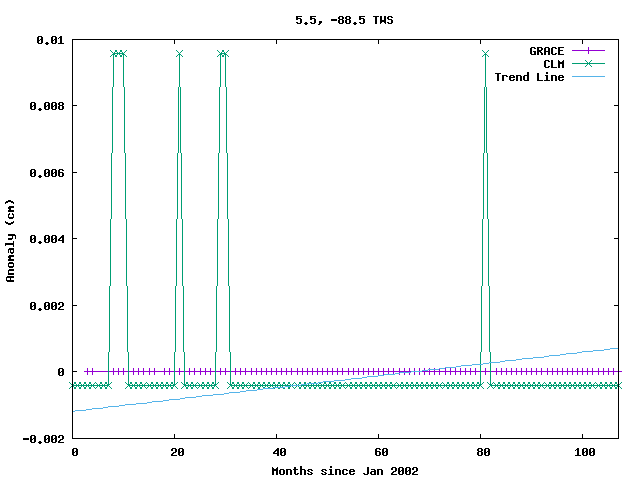 5.5, -88.5 TWS
GRACE
CLM
Trend Line
0.01
0.008
0.006
0.004
0.002
0
-0.002
Anomaly (cm)
0 20 40 60 80 100
Months since Jan 2002